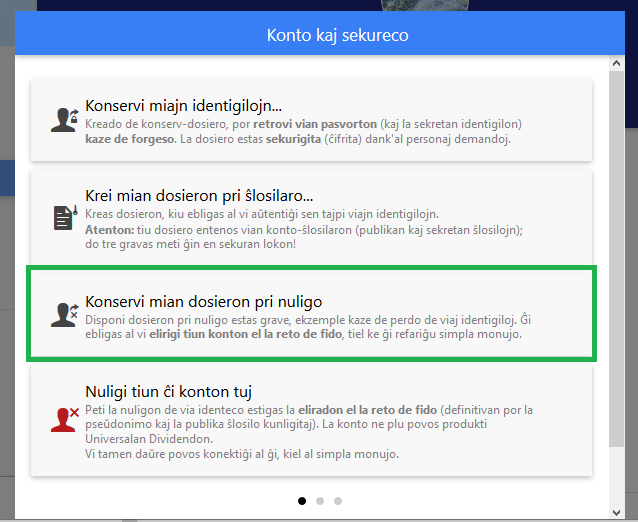 Konto kaj sekureco
Konservi miajn identigilojn...
Kreado de konserv-dosiero, por retrovi vian pasvorton (kaj la sekretan identigilon)
kaze de forgeso. La dosiero estas sekurigita (ĉifrita) dank'al personaj demandoj.
Krei mian dosieron pri ŝlosilaro...
Kreas dosieron, kiu ebligas al vi aŭtentiĝi sen tajpi viajn identigilojn.
Atenton: tiu dosiero entenos vian konto-ŝlosilaron (publikan kaj sekretan ŝlosilojn);
do tre gravas meti ĝin en sekuran lokon!
Konservi mian dosieron pri nuligo
Disponi dosieron pri nuligo estas grave, ekzemple kaze de perdo de viaj identigiloj. Ĝi
ebligas al vi elirigi tiun konton el la reto de fido, tiel ke ĝi refariĝu simpla monujo.
Nuligi tiun ĉi konton tuj
Peti la nuligon de via identeco estigas la eliradon el la reto de fido (definitivan por la
pseŭdonimo kaj la publika ŝlosilo kunligitaj). La konto ne plu povos produkti
Universalan Dividendon.
Vi tamen daŭre povos konektiĝi al ĝi, kiel al simpla monujo.